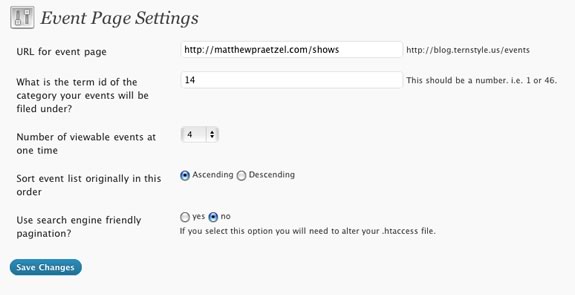 Event Page Settings
URL for event page
http://matthewpraetzel.com/shows
http://blog.ternstyle.us/events
What is the term id of the
category your events will be
filed under?
14
This should be a number. i.e. 1 or 46.
Number of viewable events at
one time
4
Sort event list originally in this
order
Ascending Descending
Use search engine friendly
pagination?
yes no
If you select this option you will need to alter your .htaccess file.
Save Changes